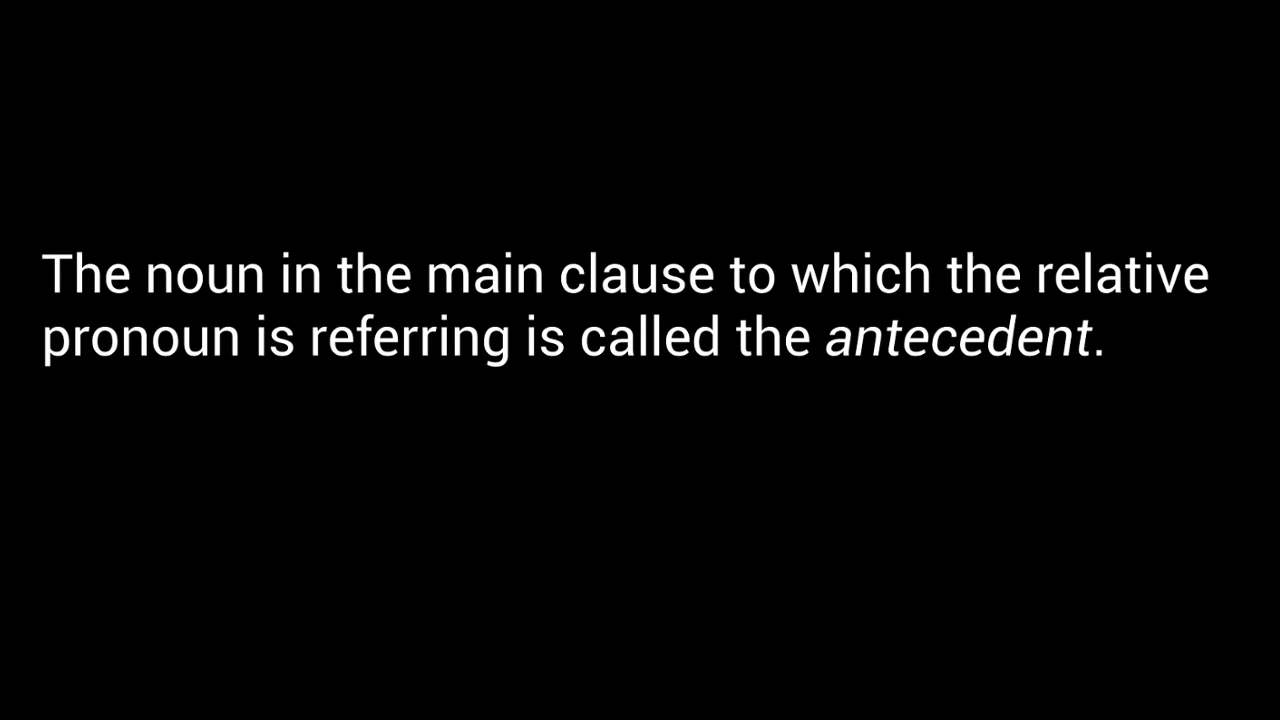 The noun in the main clause to which the relative
pronoun is referring is called the antecedent.